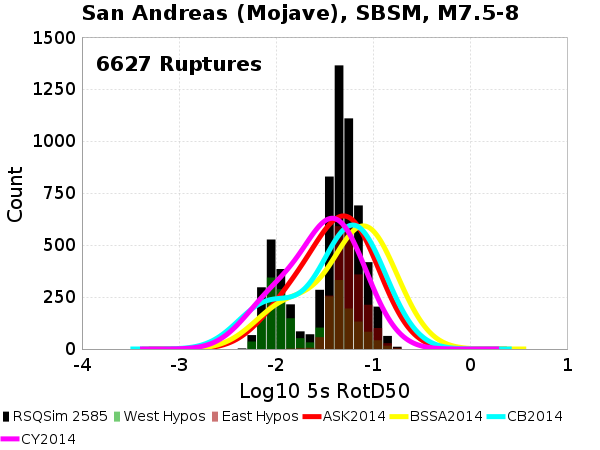 San Andreas (Mojave), SBSM, M7.5-8
6627 Ruptures
Count
1500
1250
1000
750
500
250
0
-4 -3 -2 -1 0 1
Log10 5s RotD50
RSQSim 2585 West Hypos East Hypos ASK2014 BSSA2014 CB2014
CY2014